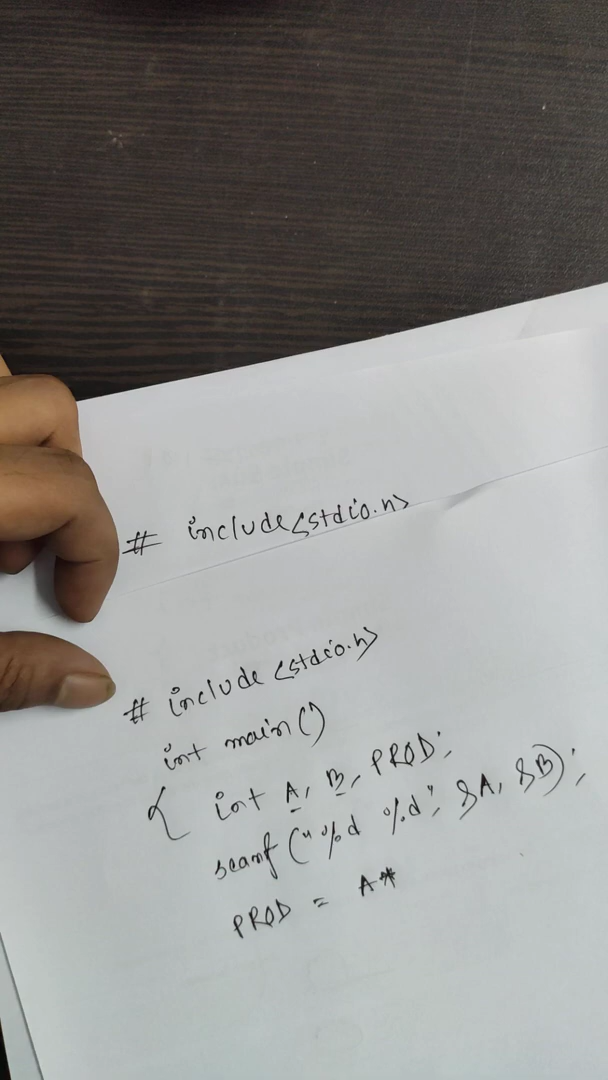 # include<stdio.h>
# include <stdio.h>
int main()
{ int A, B, PROD;
scanf ("%d %d", &A, &B);
PROD = A*